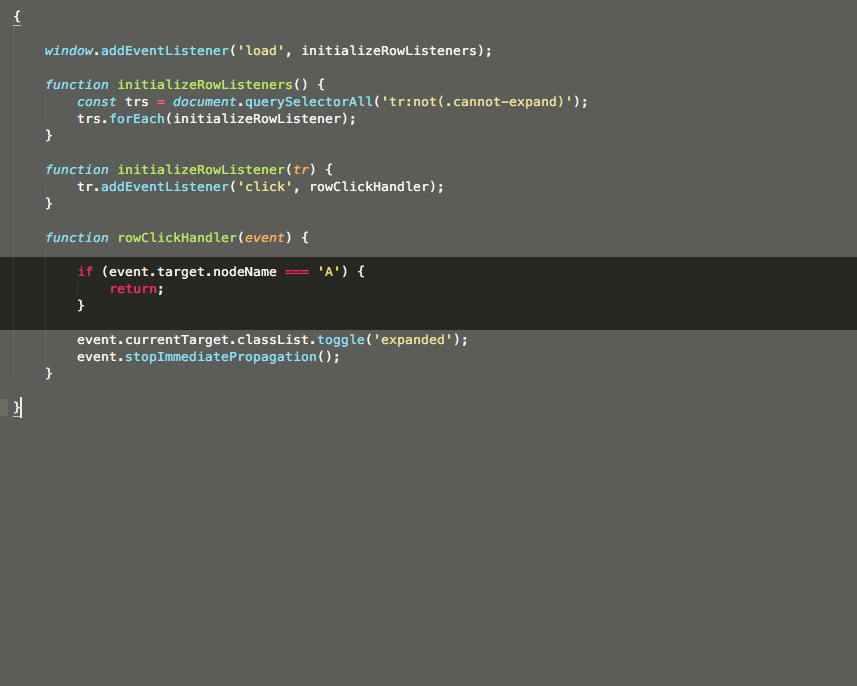 {
window.addEventListener('load', initializeRowListeners);
function initializeRowListeners() {
const trs = document.querySelectorAll('tr:not(.cannot-expand)');
trs.forEach(initializeRowListener);
}
function initializeRowListener(tr) {
tr.addEventListener('click', rowClickHandler);
}
function rowClickHandler(event) {
if (event.target.nodeName === 'A') {
return;
}
event.currentTarget.classList.toggle('expanded');
event.stopImmediatePropagation();
}
}